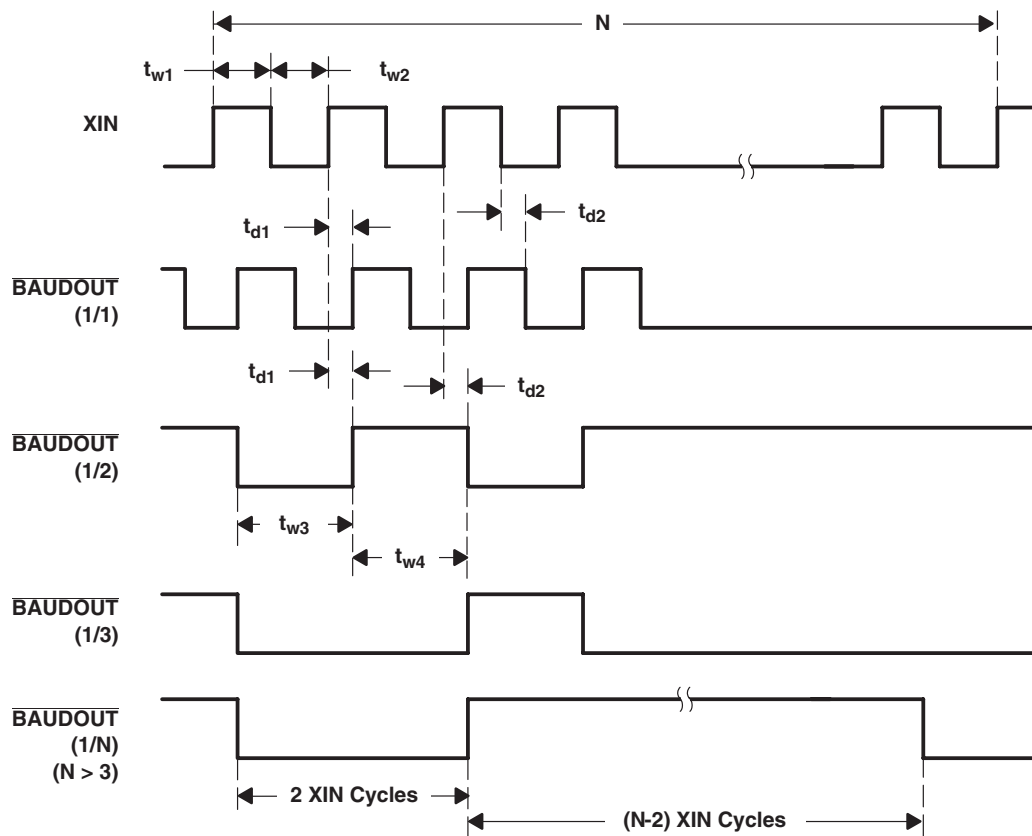 N
tw1
tw2
XIN
td1
td2
BAUDOUT
(1/1)
td1
td2
BAUDOUT
(1/2)
tw3
tw4
BAUDOUT
(1/3)
BAUDOUT
(1/N)
(N > 3)
2 XIN Cycles
(N-2) XIN Cycles